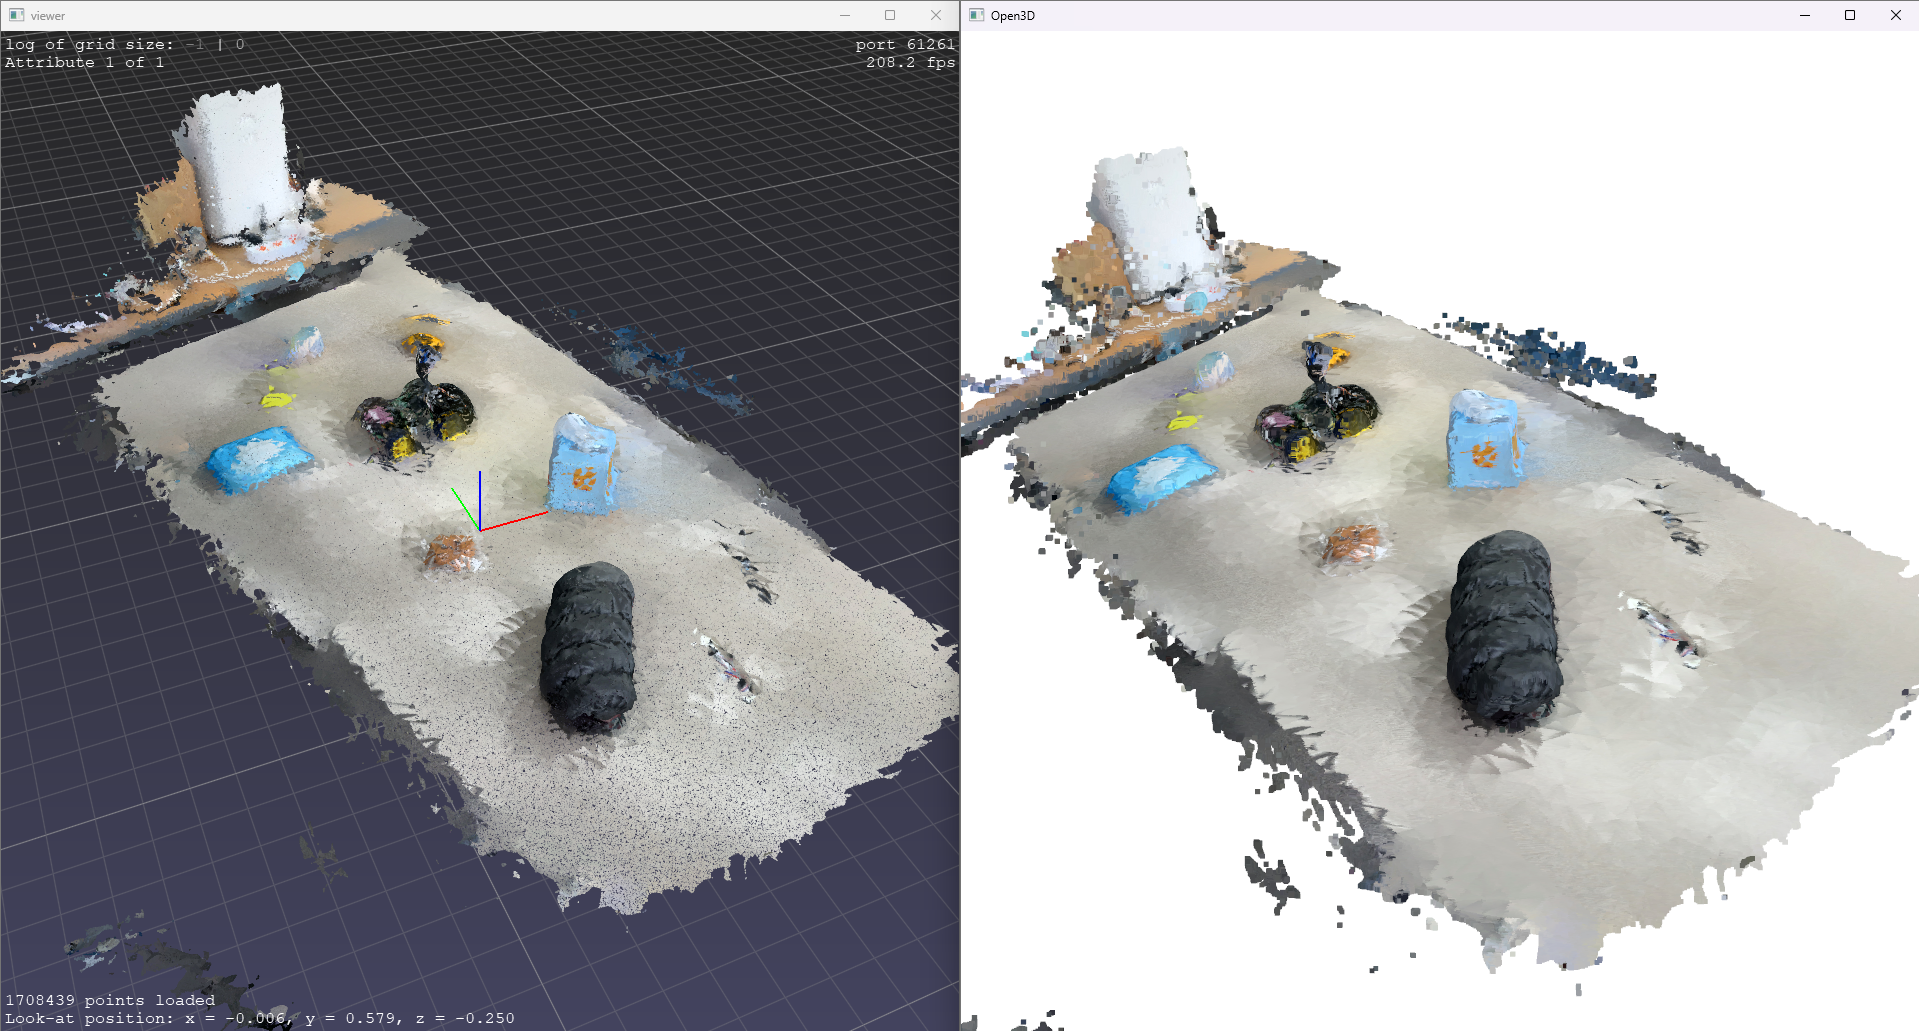 viewer
log of grid size: -1 | 0
Attribute 1 of 1
port 61261
208.2 fps
1708439 points loaded
Look-at position: x = -0.006, y = 0.579, z = -0.250
Open3D